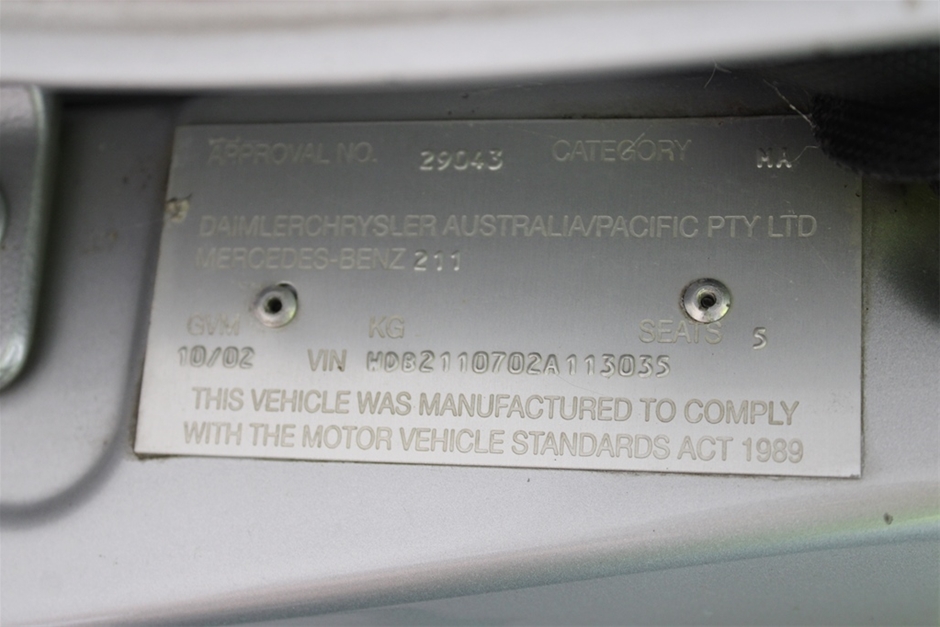 APPROVAL NO. 29043 CATEGORY MA
DAIMLERCHRYSLER AUSTRALIA/PACIFIC PTY LTD
MERCEDES-BENZ 211
GVM KG SEATS 5
10/02 VIN WDB2110702A113035
THIS VEHICLE WAS MANUFACTURED TO COMPLY
WITH THE MOTOR VEHICLE STANDARDS ACT 1989